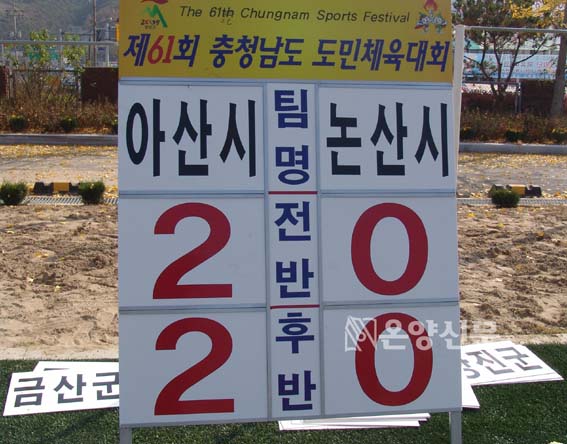 The 61th Chungnam Sports Festival
제61회 충청남도 도민체육대회
아산시 팀명 논산시
2 전반 0
2 후반 0
금산군
진군
온양신문